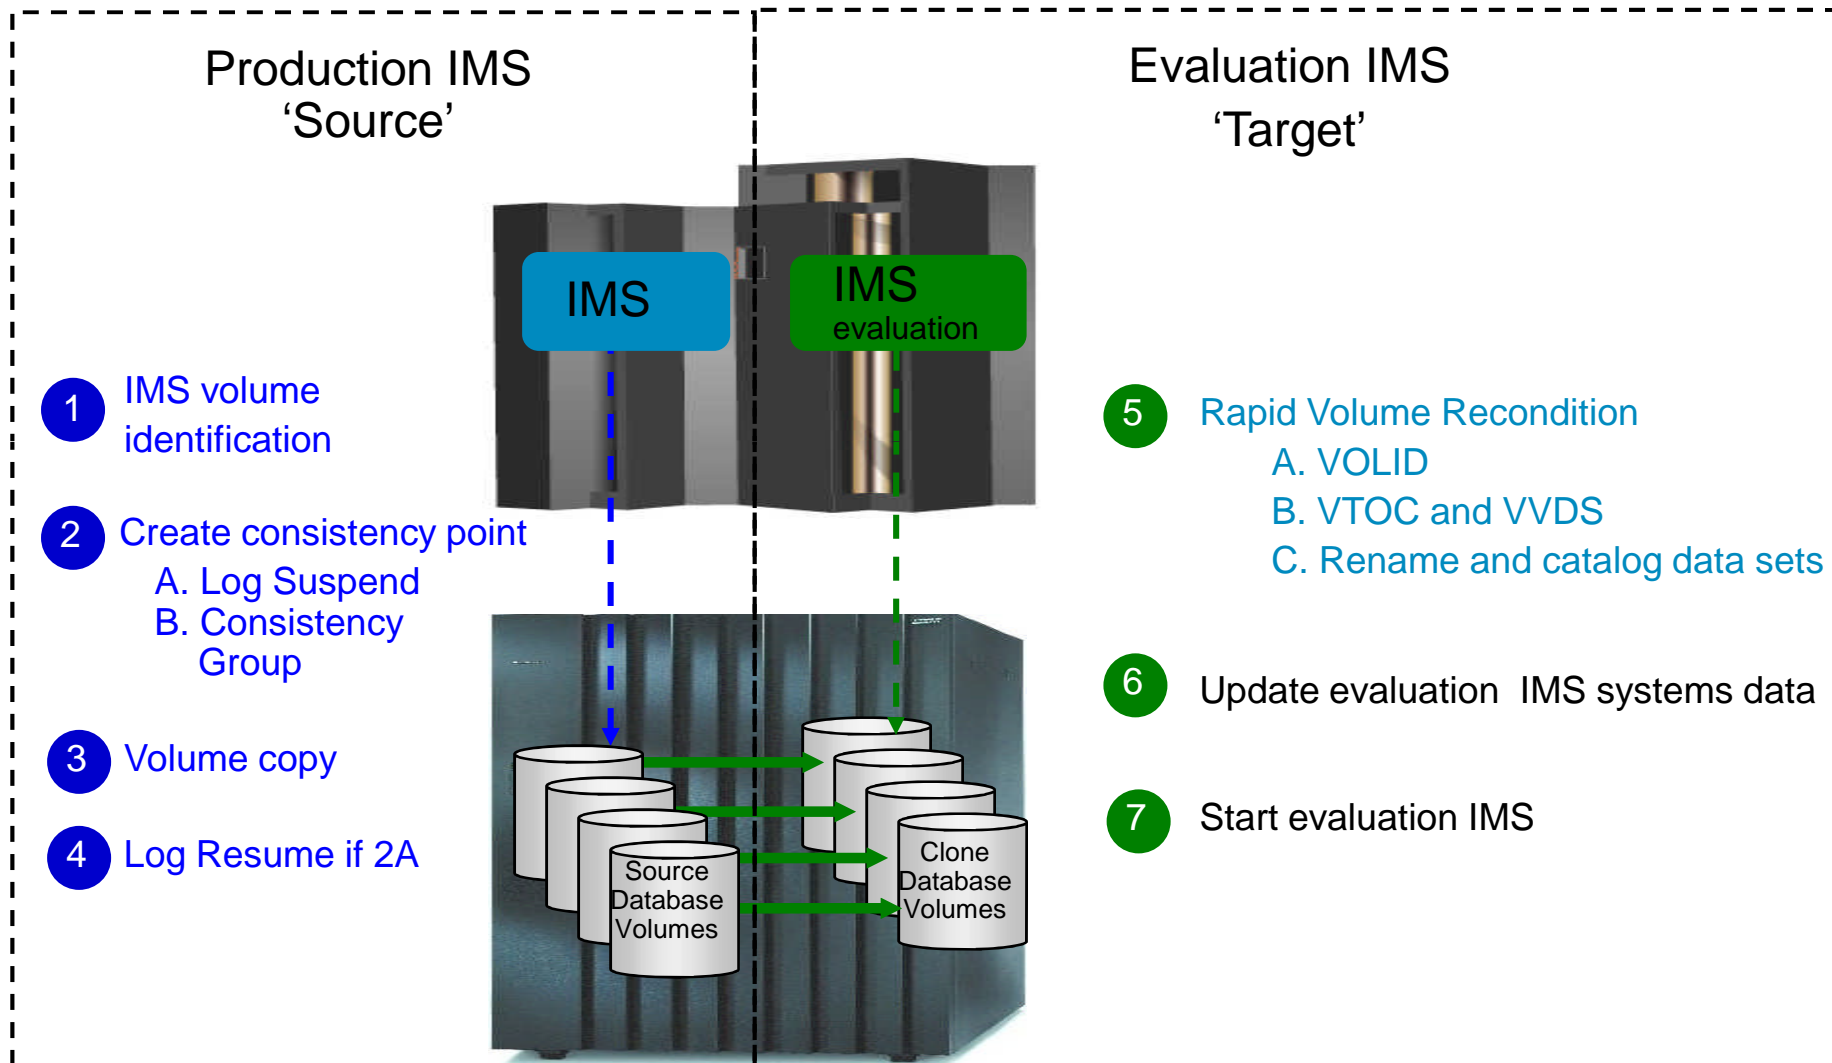 Production IMS
‘Source’
Evaluation IMS
‘Target’
IMS
IMS
evaluation
1
IMS volume
identification
2
Create consistency point
A. Log Suspend
B. Consistency
Group
3
Volume copy
4
Log Resume if 2A
Source
Database
Volumes
Clone
Database
Volumes
5
Rapid Volume Recondition
A. VOLID
B. VTOC and VVDS
C. Rename and catalog data sets
6
Update evaluation IMS systems data
7
Start evaluation IMS